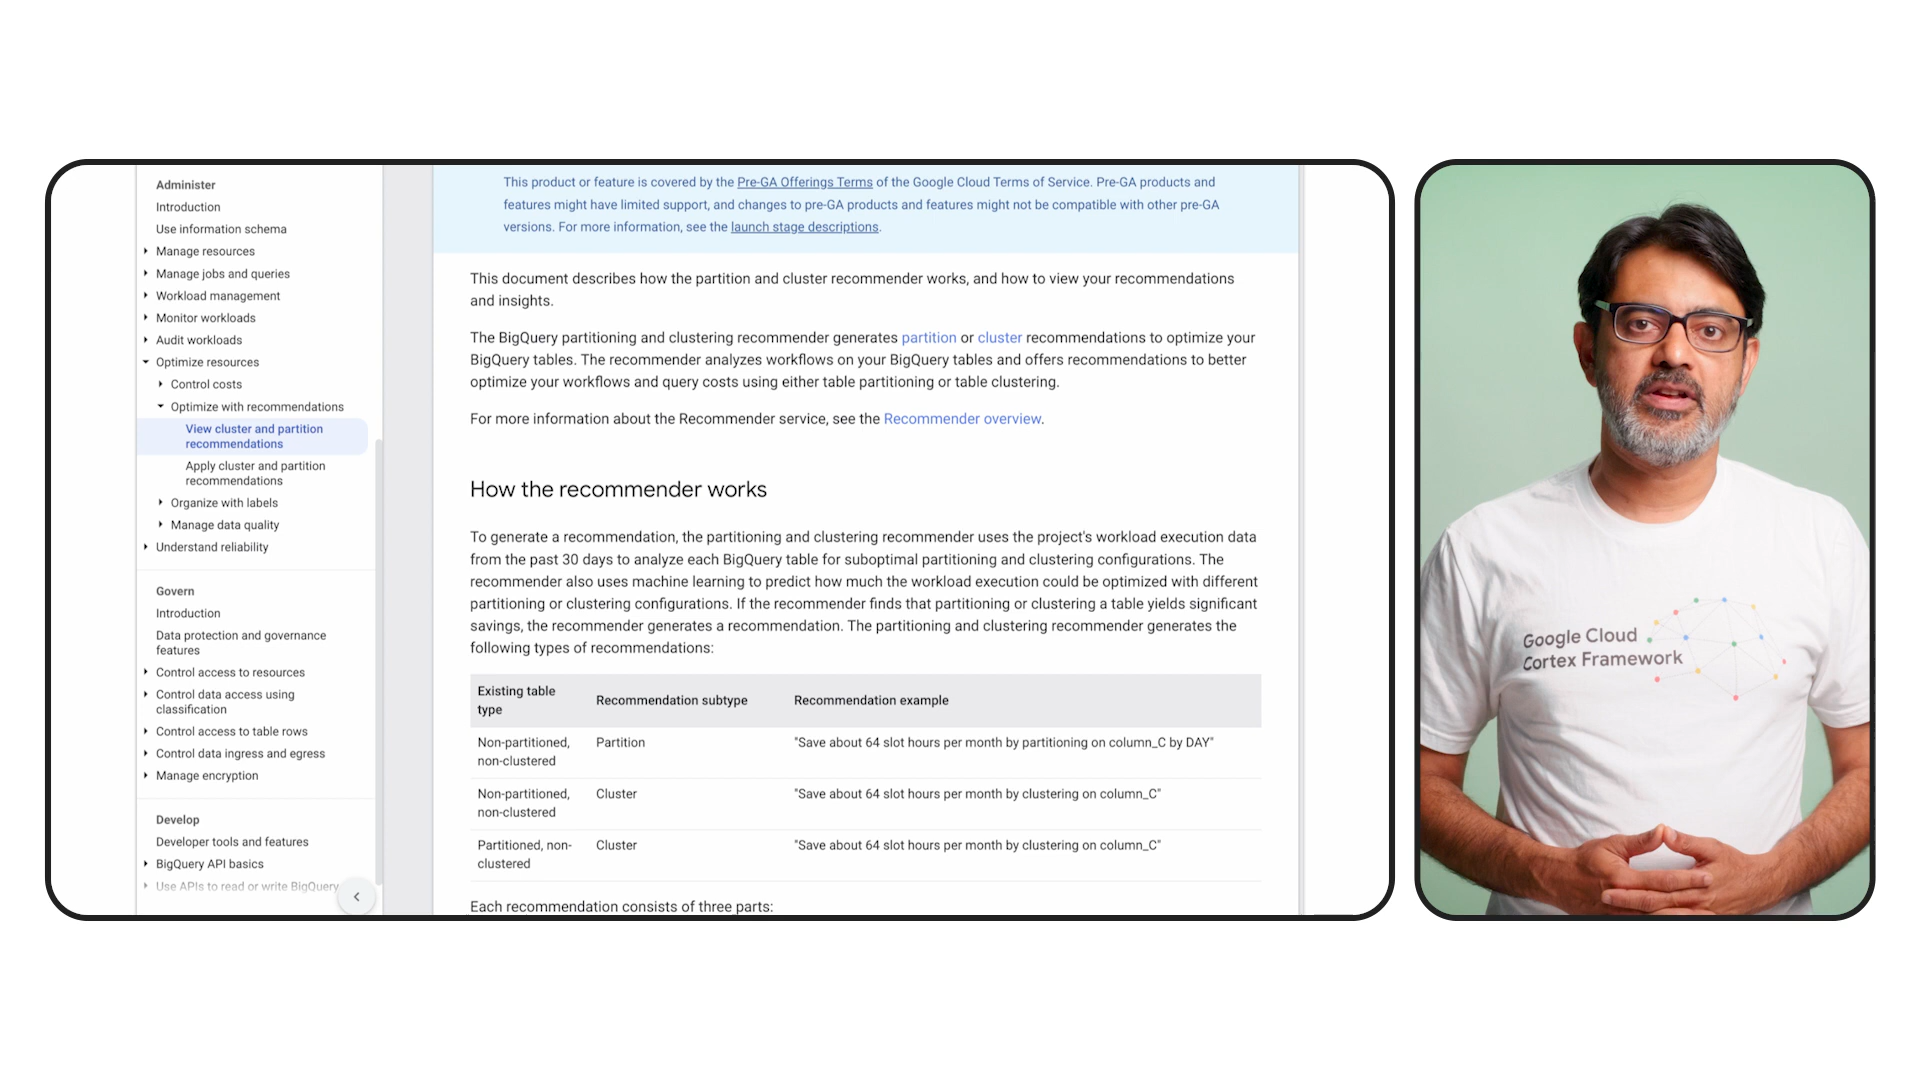 Administer
Introduction
Use information schema
Manage resources
Manage jobs and queries
Workload management
Monitor workloads
Audit workloads
Optimize resources
Control costs
Optimize with recommendations
View cluster and partition
recommendations
Apply cluster and partition
recommendations
Organize with labels
Manage data quality
Understand reliability
Govern
Introduction
Data protection and governance
features
Control access to resources
Control data access using
classification
Control access to table rows
Control data ingress and egress
Manage encryption
Develop
Developer tools and features
BigQuery API basics
Use APIs to read or write BigQuery
This product or feature is covered by the Pre-GA Offerings Terms of the Google Cloud Terms of Service. Pre-GA products and
features might have limited support, and changes to pre-GA products and features might not be compatible with other pre-GA
versions. For more information, see the launch stage descriptions.
This document describes how the partition and cluster recommender works, and how to view your recommendations
and insights.
The BigQuery partitioning and clustering recommender generates partition or cluster recommendations to optimize your
BigQuery tables. The recommender analyzes workflows on your BigQuery tables and offers recommendations to better
optimize your workflows and query costs using either table partitioning or table clustering.
For more information about the Recommender service, see the Recommender overview.
How the recommender works
To generate a recommendation, the partitioning and clustering recommender uses the project's workload execution data
from the past 30 days to analyze each BigQuery table for suboptimal partitioning and clustering configurations. The
recommender also uses machine learning to predict how much the workload execution could be optimized with different
partitioning or clustering configurations. If the recommender finds that partitioning or clustering a table yields significant
savings, the recommender generates a recommendation. The partitioning and clustering recommender generates the
following types of recommendations:
Existing table
type
Recommendation subtype
Recommendation example
Non-partitioned,
non-clustered
Partition
"Save about 64 slot hours per month by partitioning on column_C by DAY"
Non-partitioned,
non-clustered
Cluster
"Save about 64 slot hours per month by clustering on column_C"
Partitioned, non-
clustered
Cluster
"Save about 64 slot hours per month by clustering on column_C"
Each recommendation consists of three parts:
Google Cloud
Cortex Framework